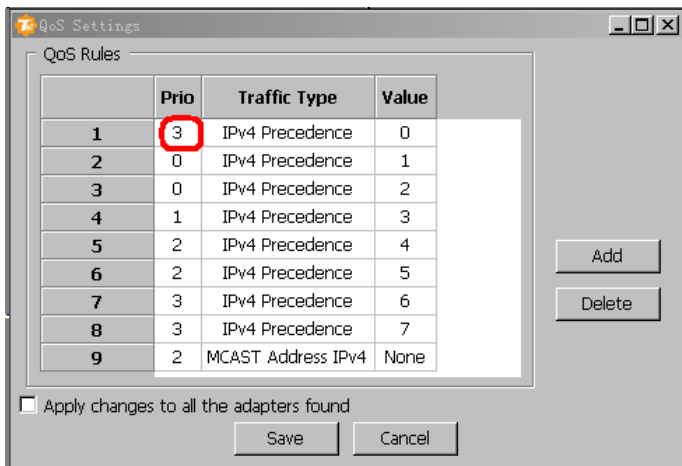 QoS Settings
QoS Rules
Prio Traffic Type Value
1 3 IPv4 Precedence 0
2 0 IPv4 Precedence 1
3 0 IPv4 Precedence 2
4 1 IPv4 Precedence 3
5 2 IPv4 Precedence 4
6 2 IPv4 Precedence 5
7 3 IPv4 Precedence 6
8 3 IPv4 Precedence 7
9 2 MCAST Address IPv4 None
Add
Delete
Apply changes to all the adapters found
Save Cancel